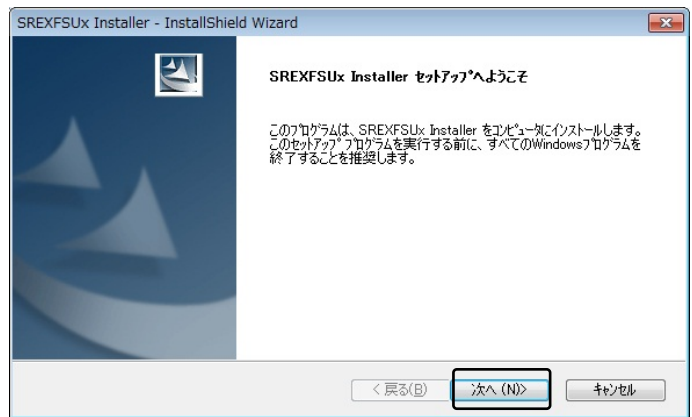 SREXFSUx Installer - InstallShield Wizard
SREXFSUx Installer ｾｯﾄｱｯﾌﾟへようこそ
このﾌﾟﾛｸﾞﾗﾑは、SREXFSUx Installer をｺﾝﾋﾟｭｰﾀにｲﾝｽﾄｰﾙします。
このｾｯﾄｱｯﾌﾟ ﾌﾟﾛｸﾞﾗﾑを実行する前に、すべてのWindowsﾌﾟﾛｸﾞﾗﾑを
終了することを推奨します。
< 戻る(B)
次へ (N)>
ｷｬﾝｾﾙ